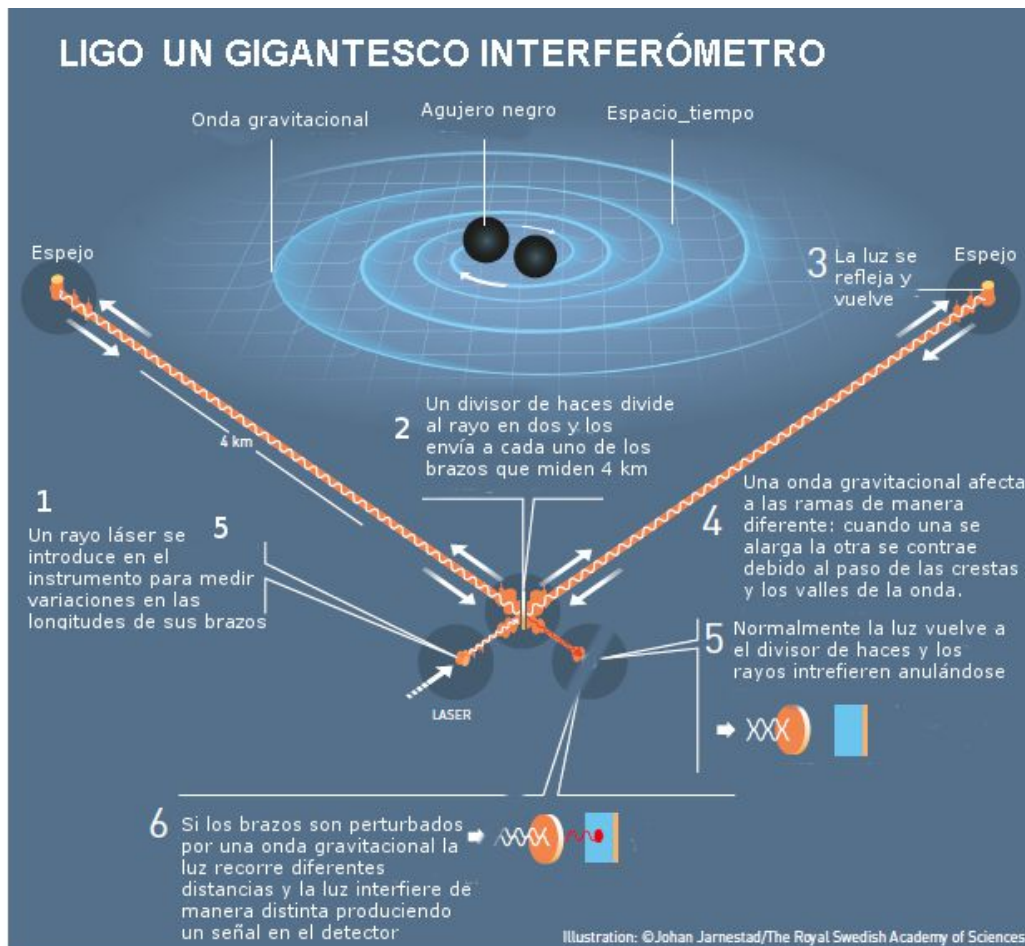 LIGO UN GIGANTESCO INTERFERÓMETRO
Onda gravitacional
Agujero negro
Espacio_tiempo
Espejo
Espejo
3
La luz se
refleja y
vuelve
4 km
2
Un divisor de haces divide
al rayo en dos y los
envía a cada uno de los
brazos que miden 4 km
1
Un rayo láser se
introduce en el
instrumento para medir
variaciones en las
longitudes de sus brazos
5
4
Una onda gravitacional afecta
a las ramas de manera
diferente: cuando una se
alarga la otra se contrae
debido al paso de las crestas
y los valles de la onda.
5
Normalmente la luz vuelve a
el divisor de haces y los
rayos intrefieren anulándose
LASER
6
Si los brazos son perturbados
por una onda gravitacional la
luz recorre diferentes
distancias y la luz interfiere de
manera distinta produciendo
un señal en el detector
Illustration: ©Johan Jarnestad/The Royal Swedish Academy of Sciences